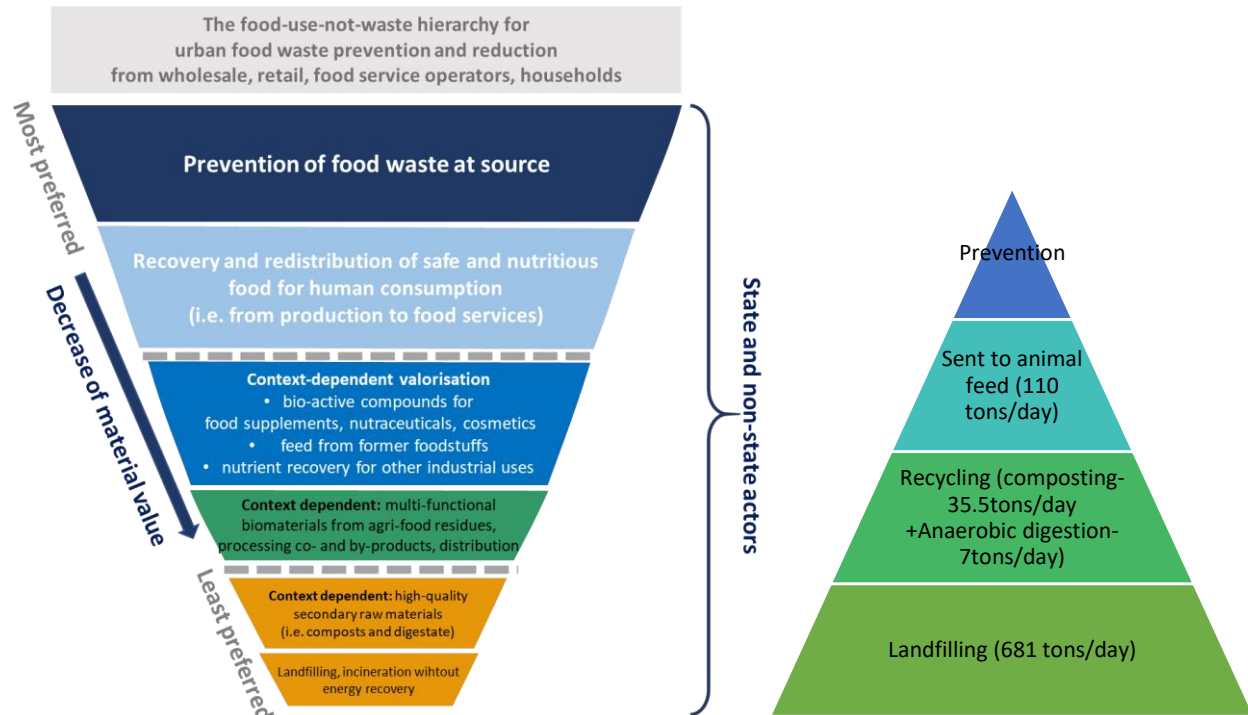 The food-use-not-waste hierarchy for
urban food waste prevention and reduction
from wholesale, retail, food service operators, households
Most preferred
Decrease of material value
Least preferred
Prevention of food waste at source
Recovery and redistribution of safe and nutritious
food for human consumption
(i.e. from production to food services)
Context-dependent valorisation
• bio-active compounds for
food supplements, nutraceuticals, cosmetics
• feed from former foodstuffs
• nutrient recovery for other industrial uses
Context dependent: multi-functional
biomaterials from agri-food residues,
processing co- and by-products, distribution
Context dependent: high-quality
secondary raw materials
(i.e. composts and digestate)
Landfilling, incineration wihtout
energy recovery
State and non-state actors
Prevention
Sent to animal
feed (110
tons/day)
Recycling (composting-
35.5tons/day
+Anaerobic digestion-
7tons/day)
Landfilling (681 tons/day)